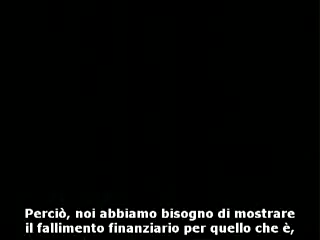 Perciò, noi abbiamo bisogno di mostrare
il fallimento finanziario per quello che è,